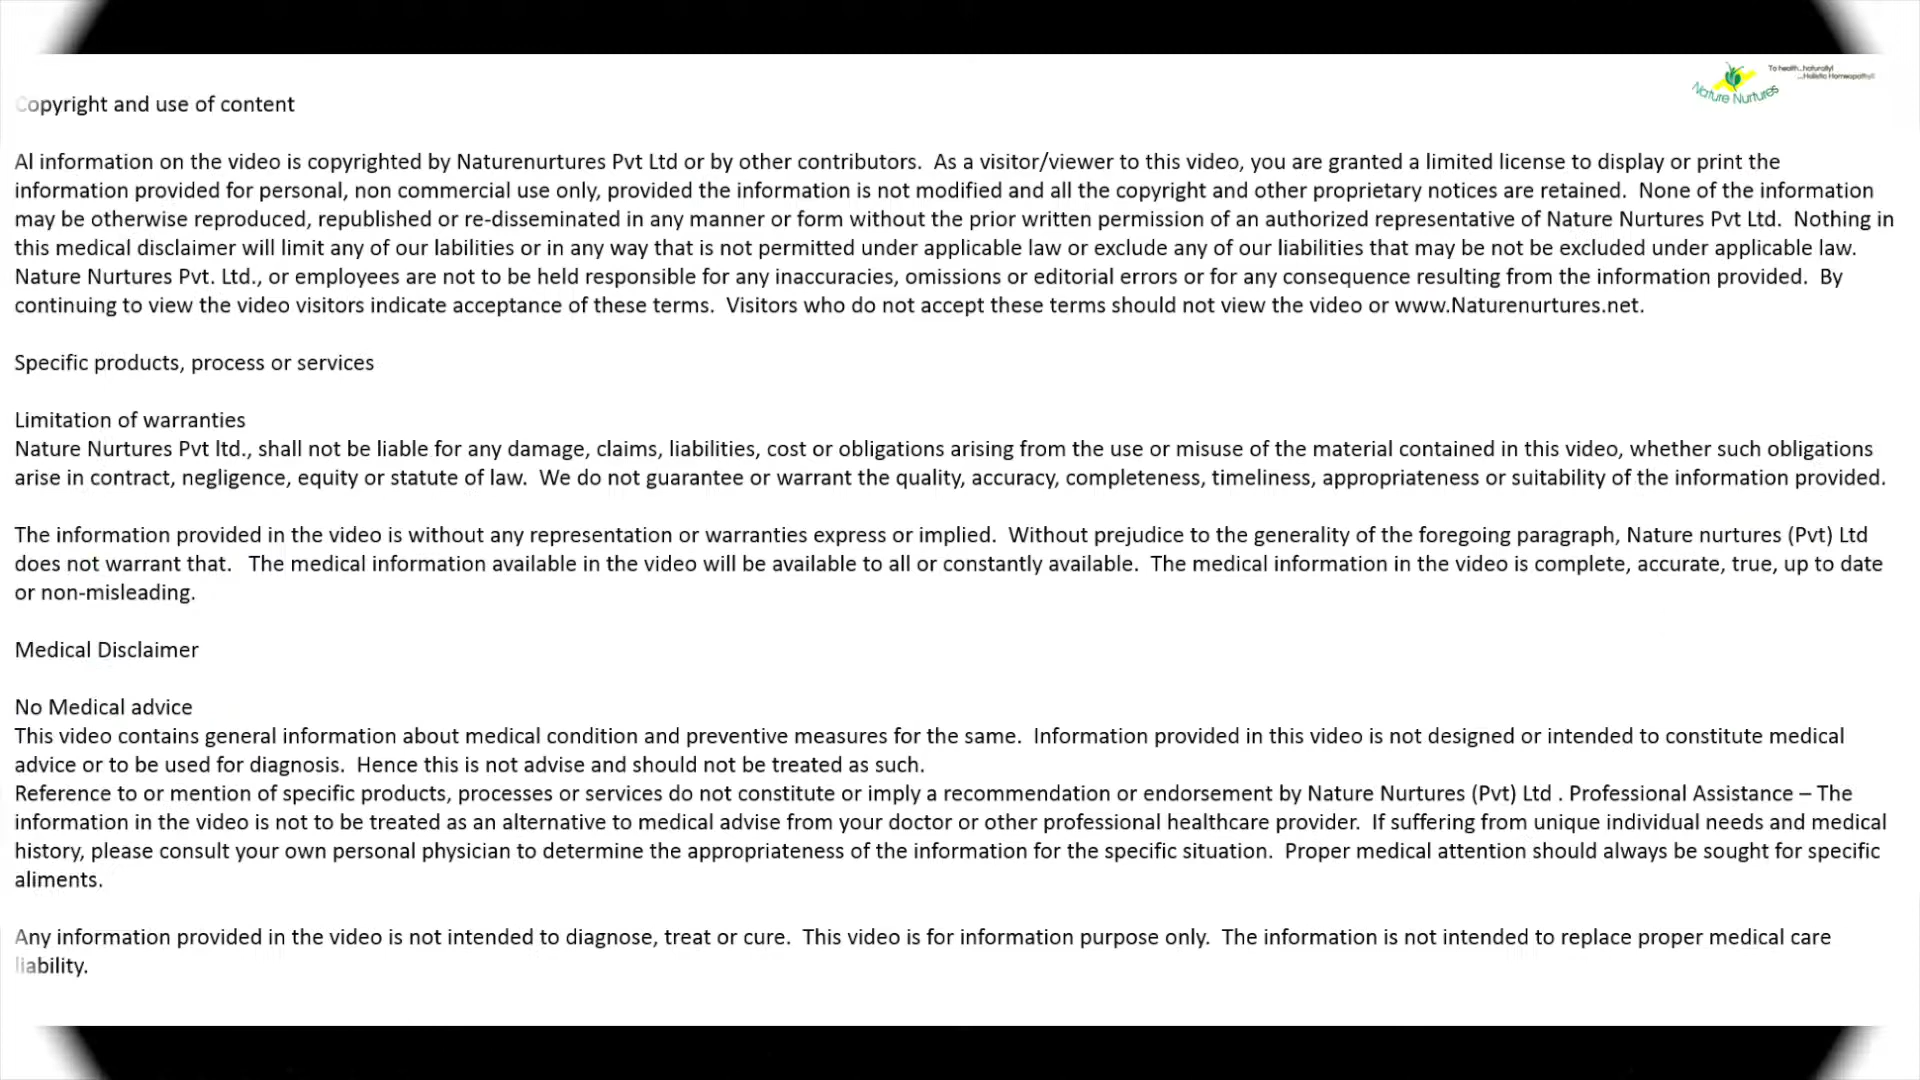 To health...naturally!
...Holistic Homeopathy!!
Nature Nurtures
Copyright and use of content
Al information on the video is copyrighted by Naturenurtures Pvt Ltd or by other contributors.  As a visitor/viewer to this video, you are granted a limited license to display or print the
information provided for personal, non commercial use only, provided the information is not modified and all the copyright and other proprietary notices are retained.  None of the information
may be otherwise reproduced, republished or re-disseminated in any manner or form without the prior written permission of an authorized representative of Nature Nurtures Pvt Ltd.  Nothing in
this medical disclaimer will limit any of our labilities or in any way that is not permitted under applicable law or exclude any of our liabilities that may be not be excluded under applicable law.
Nature Nurtures Pvt. Ltd., or employees are not to be held responsible for any inaccuracies, omissions or editorial errors or for any consequence resulting from the information provided.  By
continuing to view the video visitors indicate acceptance of these terms.  Visitors who do not accept these terms should not view the video or www.Naturenurtures.net.
Specific products, process or services
Limitation of warranties
Nature Nurtures Pvt ltd., shall not be liable for any damage, claims, liabilities, cost or obligations arising from the use or misuse of the material contained in this video, whether such obligations
arise in contract, negligence, equity or statute of law.  We do not guarantee or warrant the quality, accuracy, completeness, timeliness, appropriateness or suitability of the information provided.
The information provided in the video is without any representation or warranties express or implied.  Without prejudice to the generality of the foregoing paragraph, Nature nurtures (Pvt) Ltd
does not warrant that.   The medical information available in the video will be available to all or constantly available.  The medical information in the video is complete, accurate, true, up to date
or non-misleading.
Medical Disclaimer
No Medical advice
This video contains general information about medical condition and preventive measures for the same.  Information provided in this video is not designed or intended to constitute medical
advice or to be used for diagnosis.  Hence this is not advise and should not be treated as such.
Reference to or mention of specific products, processes or services do not constitute or imply a recommendation or endorsement by Nature Nurtures (Pvt) Ltd . Professional Assistance – The
information in the video is not to be treated as an alternative to medical advise from your doctor or other professional healthcare provider.  If suffering from unique individual needs and medical
history, please consult your own personal physician to determine the appropriateness of the information for the specific situation.  Proper medical attention should always be sought for specific
aliments.
Any information provided in the video is not intended to diagnose, treat or cure.  This video is for information purpose only.  The information is not intended to replace proper medical care
liability.